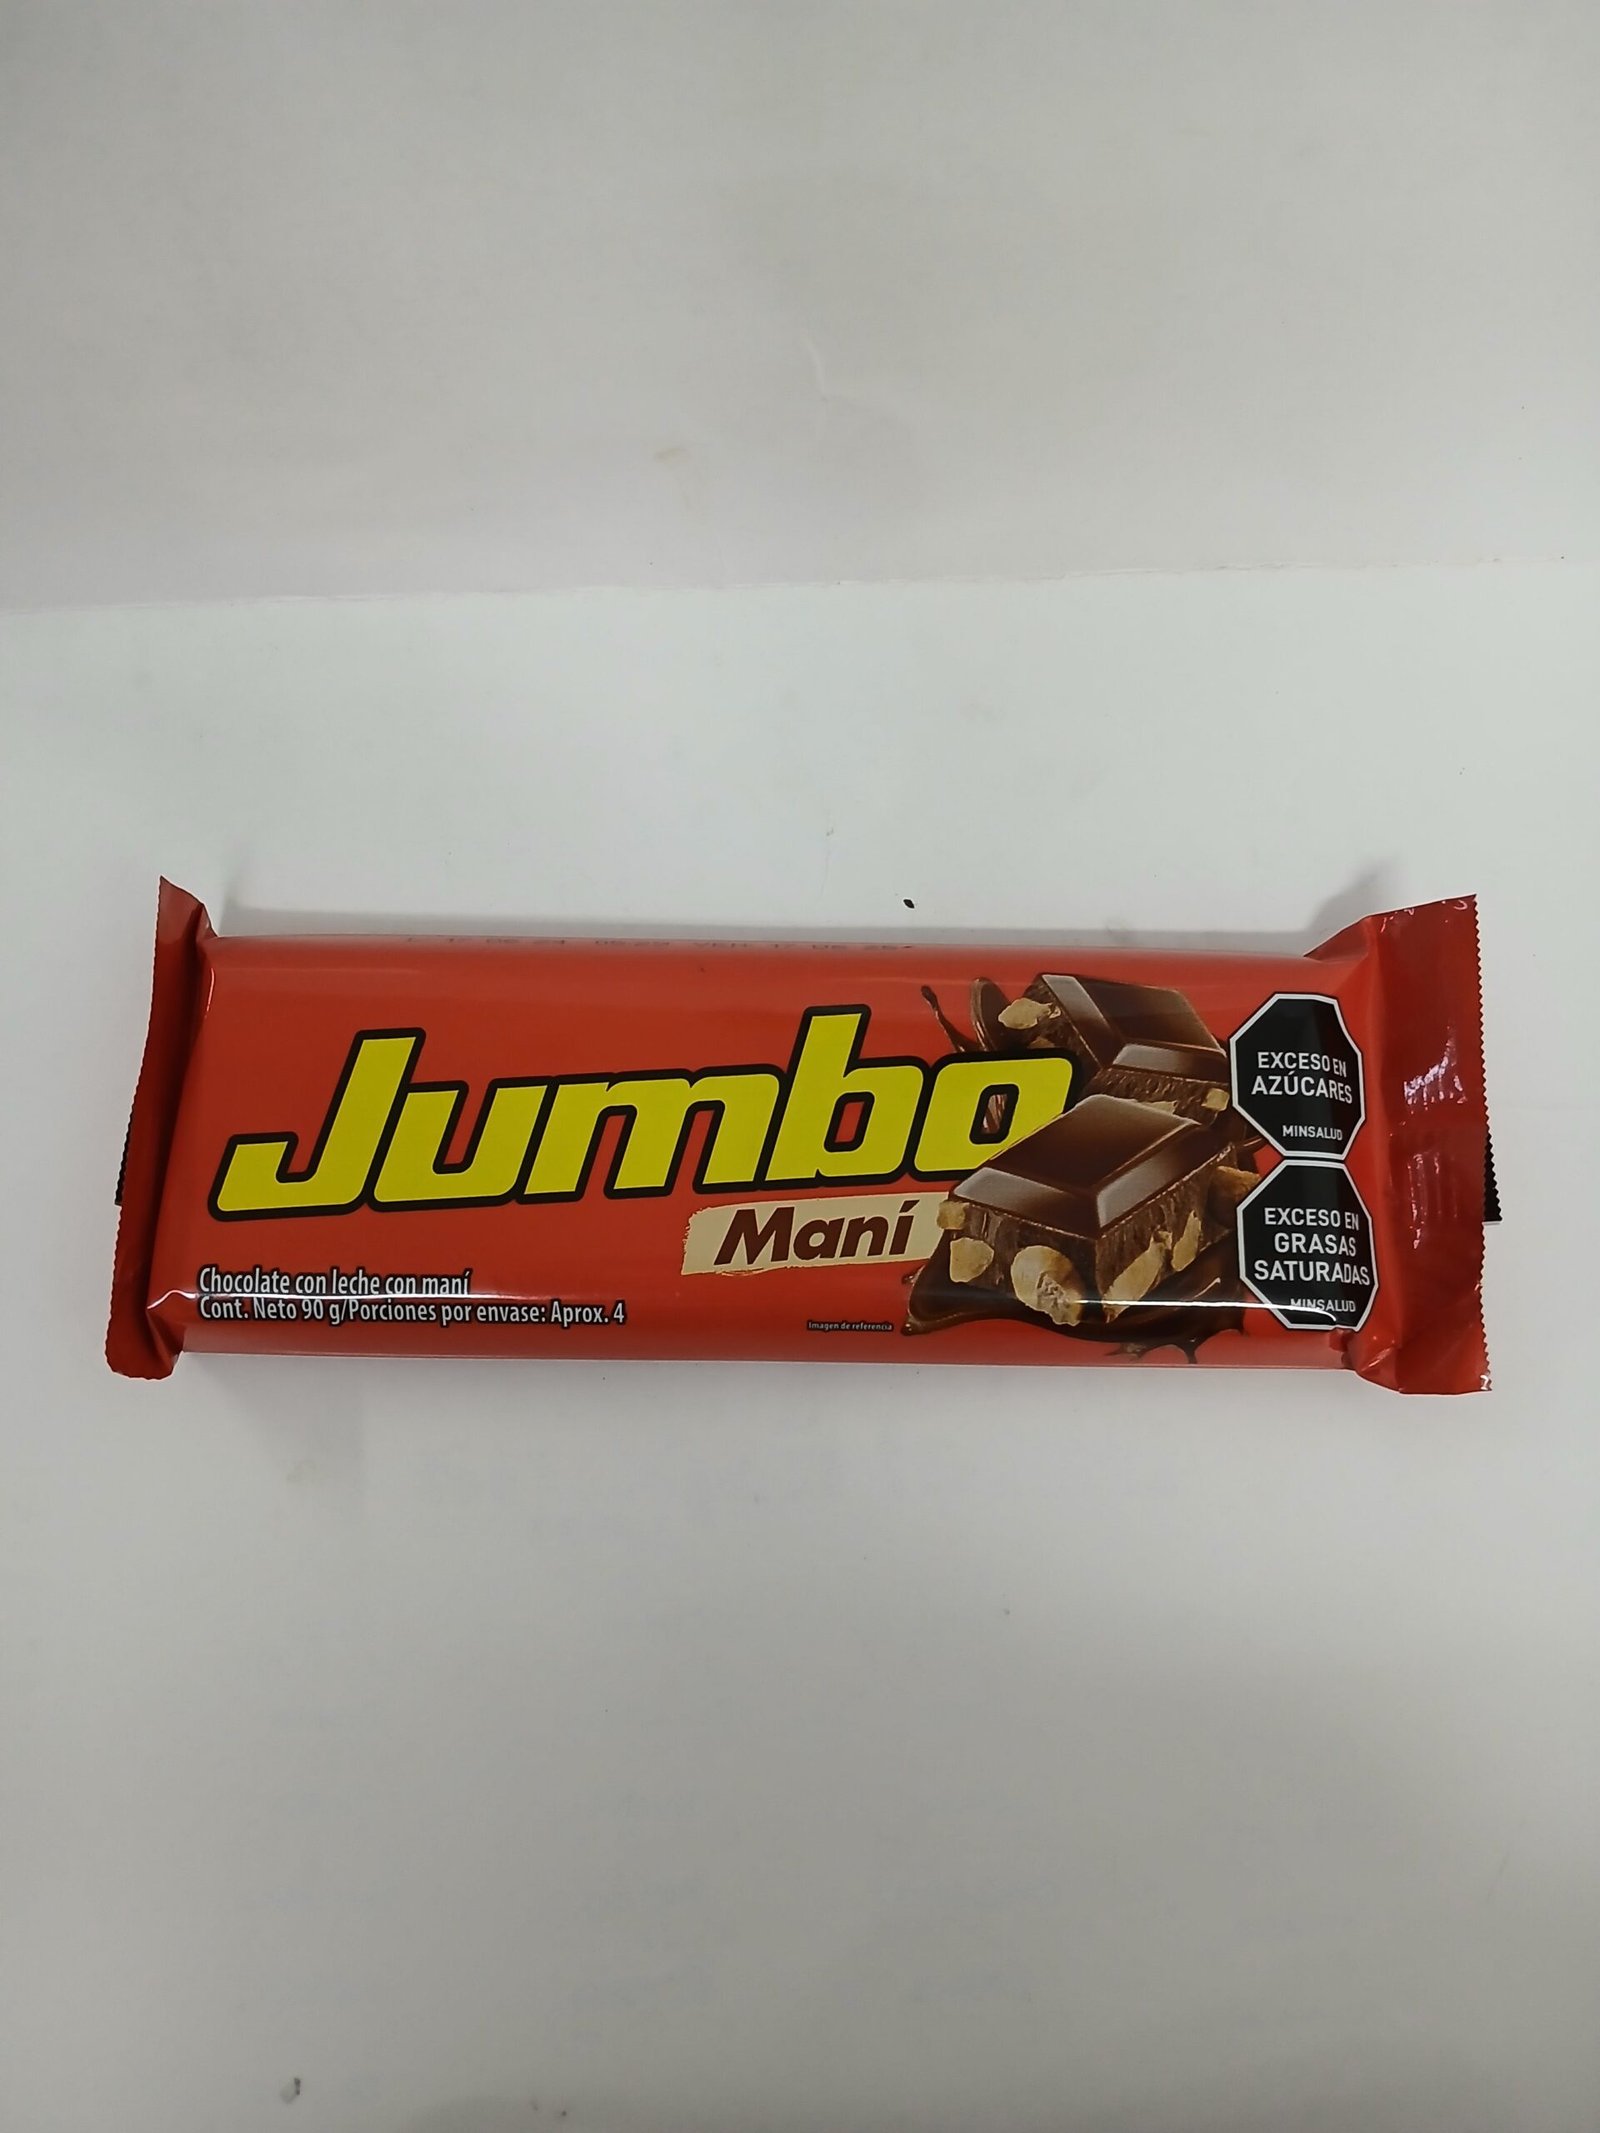 Jumbo
Maní
Chocolate con leche con maní
Cont. Neto 90 g/Porciones por envase: Aprox. 4
Imagen de referencia
EXCESO EN
AZÚCARES
MINSALUD
EXCESO EN
GRASAS
SATURADAS
MINSALUD